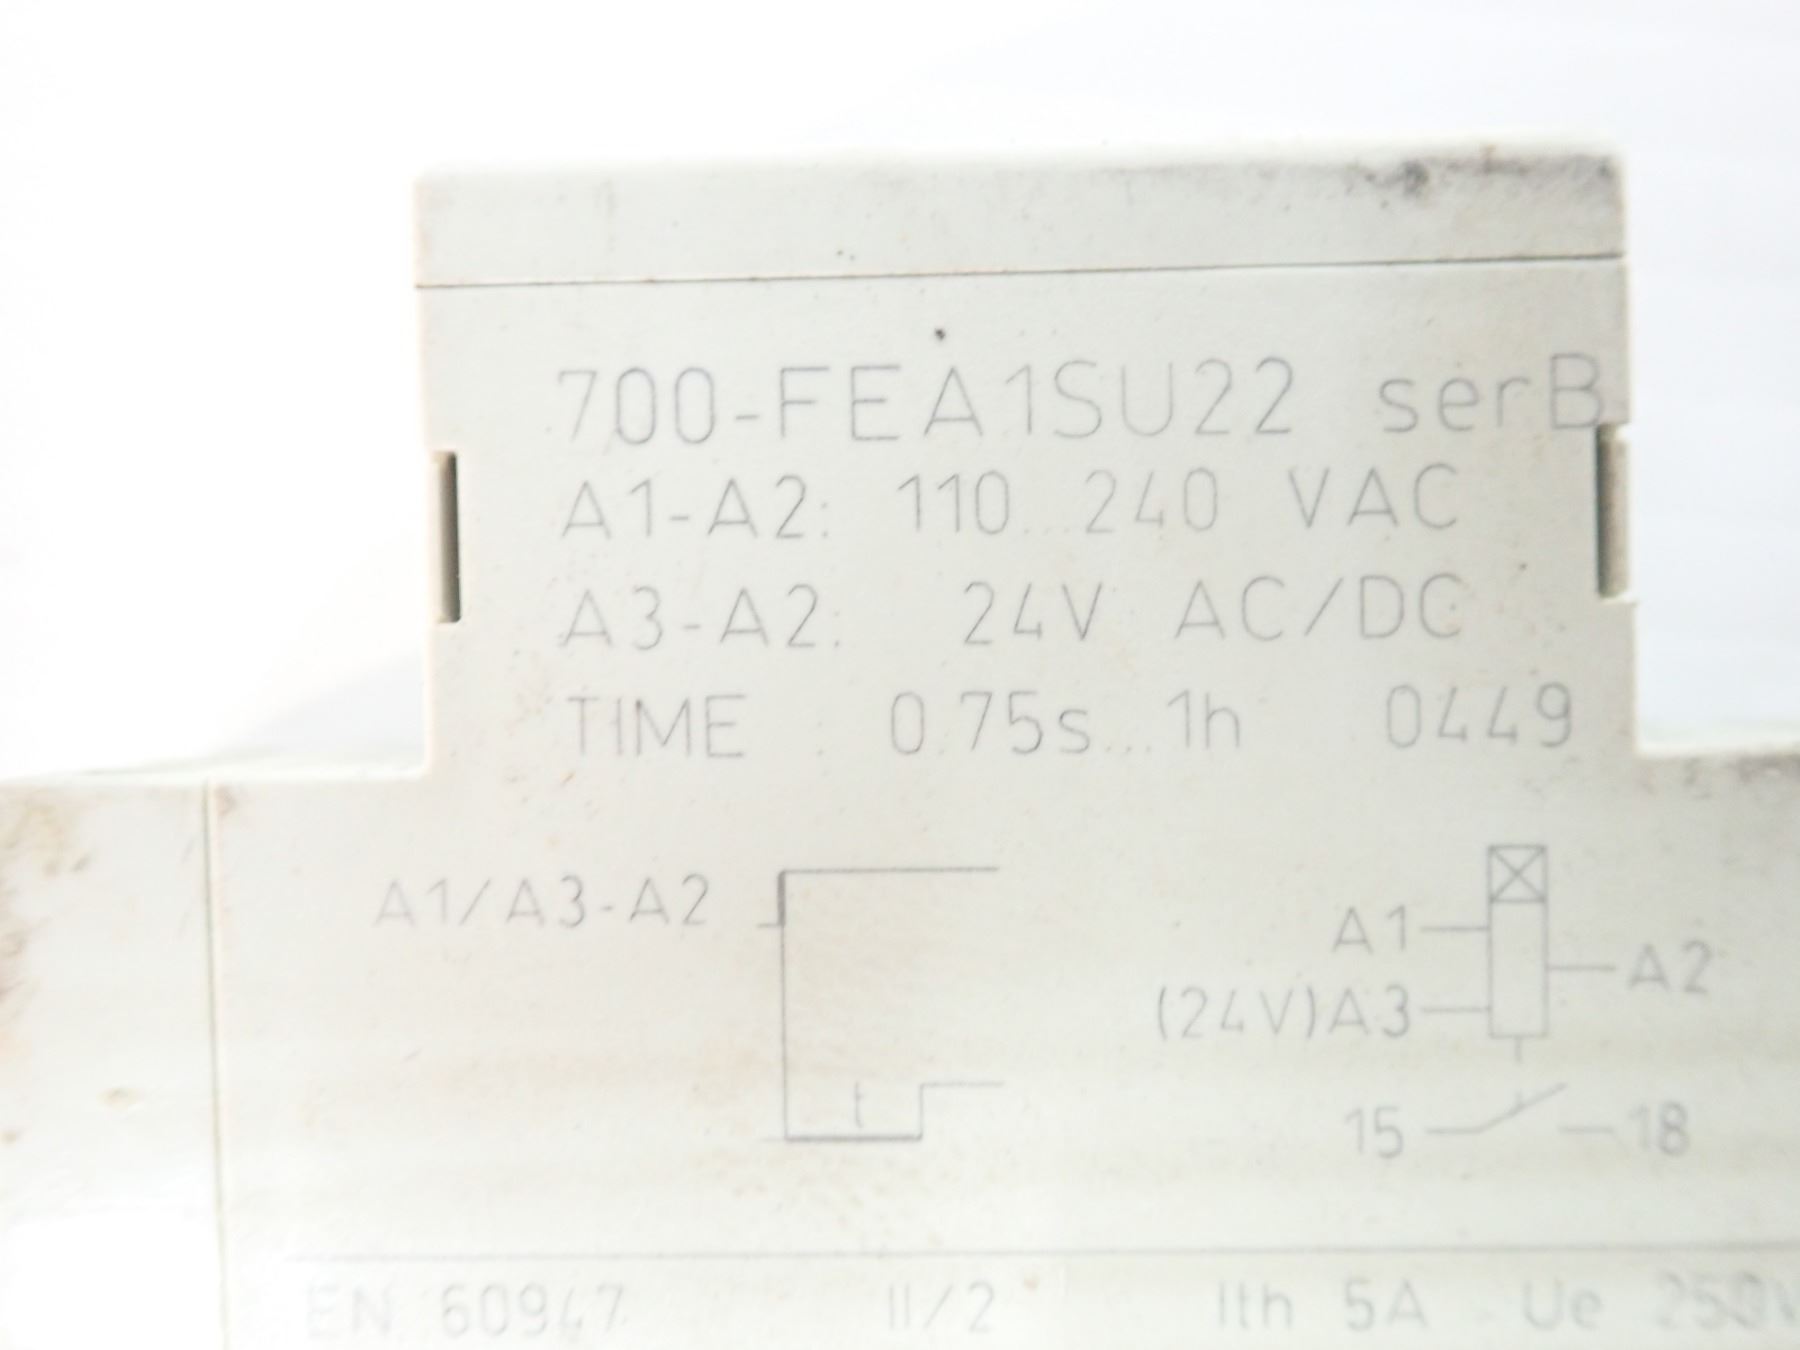 700-FEA1SU22 serB
A1-A2: 110...240 VAC
A3-A2: 24V AC/DC
TIME : 0.75s...1h 0449
A1/A3-A2
A1
A2
(24V)A3
t
15
18
EN 60947 II/2 Ith 5A Ue 250V